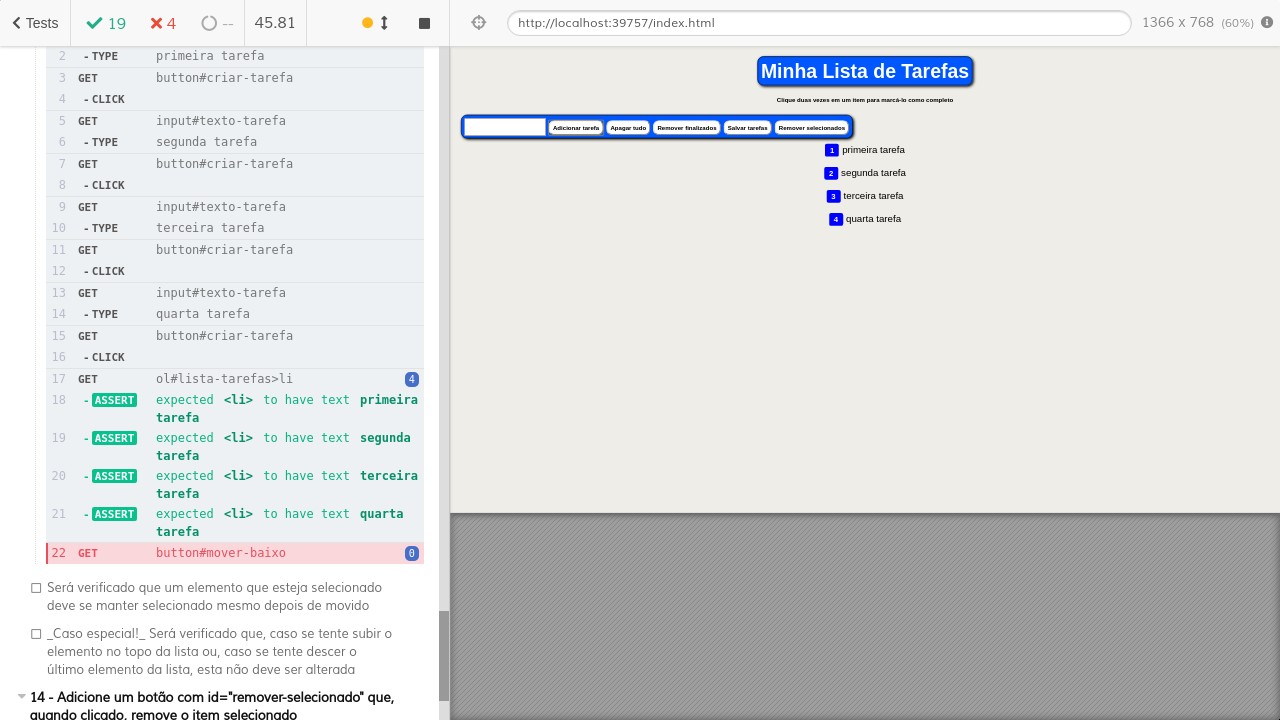 Tests
19
4
--
45.81
http://localhost:39757/index.html
1366 x 768 (60%)
2 - TYPE primeira tarefa
3 GET button#criar-tarefa
4 - CLICK
5 GET input#texto-tarefa
6 - TYPE segunda tarefa
7 GET button#criar-tarefa
8 - CLICK
9 GET input#texto-tarefa
10 - TYPE terceira tarefa
11 GET button#criar-tarefa
12 - CLICK
13 GET input#texto-tarefa
14 - TYPE quarta tarefa
15 GET button#criar-tarefa
16 - CLICK
17 GET ol#lista-tarefas>li 4
18 - ASSERT expected <li> to have text primeira
tarefa
19 - ASSERT expected <li> to have text segunda
tarefa
20 - ASSERT expected <li> to have text terceira
tarefa
21 - ASSERT expected <li> to have text quarta
tarefa
22 GET button#mover-baixo 0
Será verificado que um elemento que esteja selecionado
deve se manter selecionado mesmo depois de movido
_Caso especial!_ Será verificado que, caso se tente subir o
elemento no topo da lista ou, caso se tente descer o
último elemento da lista, esta não deve ser alterada
14 - Adicione um botão com id="remover-selecionado" que,
quando clicado, remove o item selecionado
Minha Lista de Tarefas
Clique duas vezes em um item para marcá-lo como completo
Adicionar tarefa Apagar tudo Remover finalizados Salvar tarefas Remover selecionados
1 primeira tarefa
2 segunda tarefa
3 terceira tarefa
4 quarta tarefa